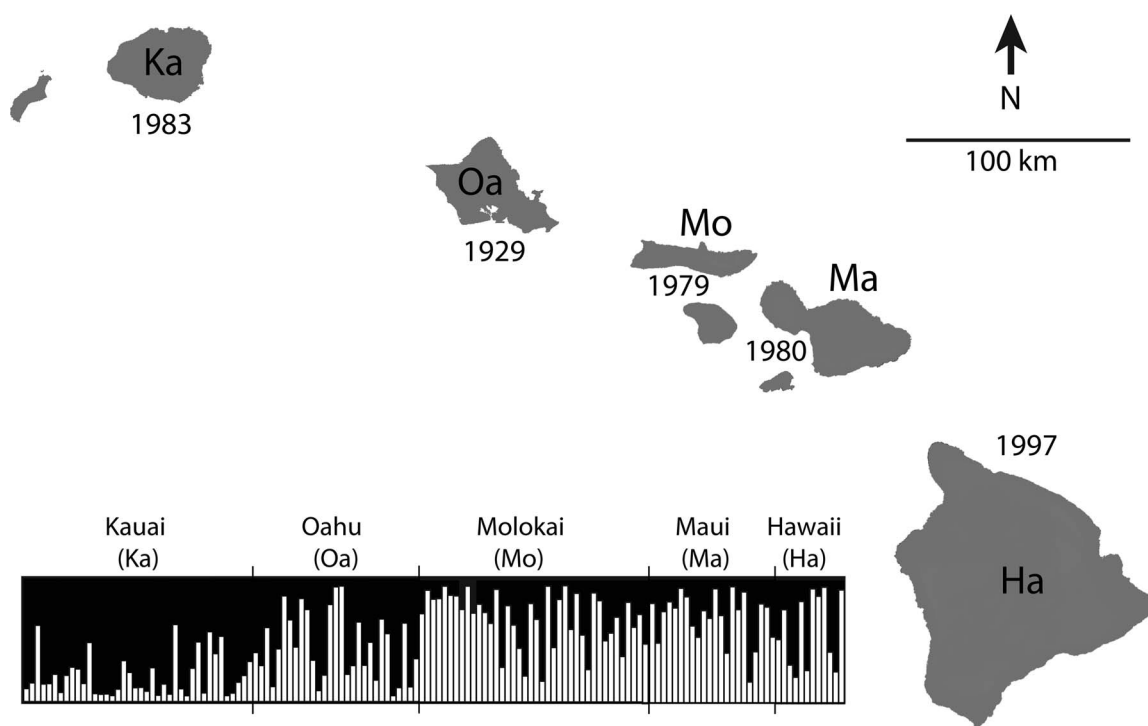 Ka
1983
N
100 km
Oa
1929
Mo
1979
Ma
1980
1997
Ha
Kauai
(Ka)
Oahu
(Oa)
Molokai
(Mo)
Maui
(Ma)
Hawaii
(Ha)